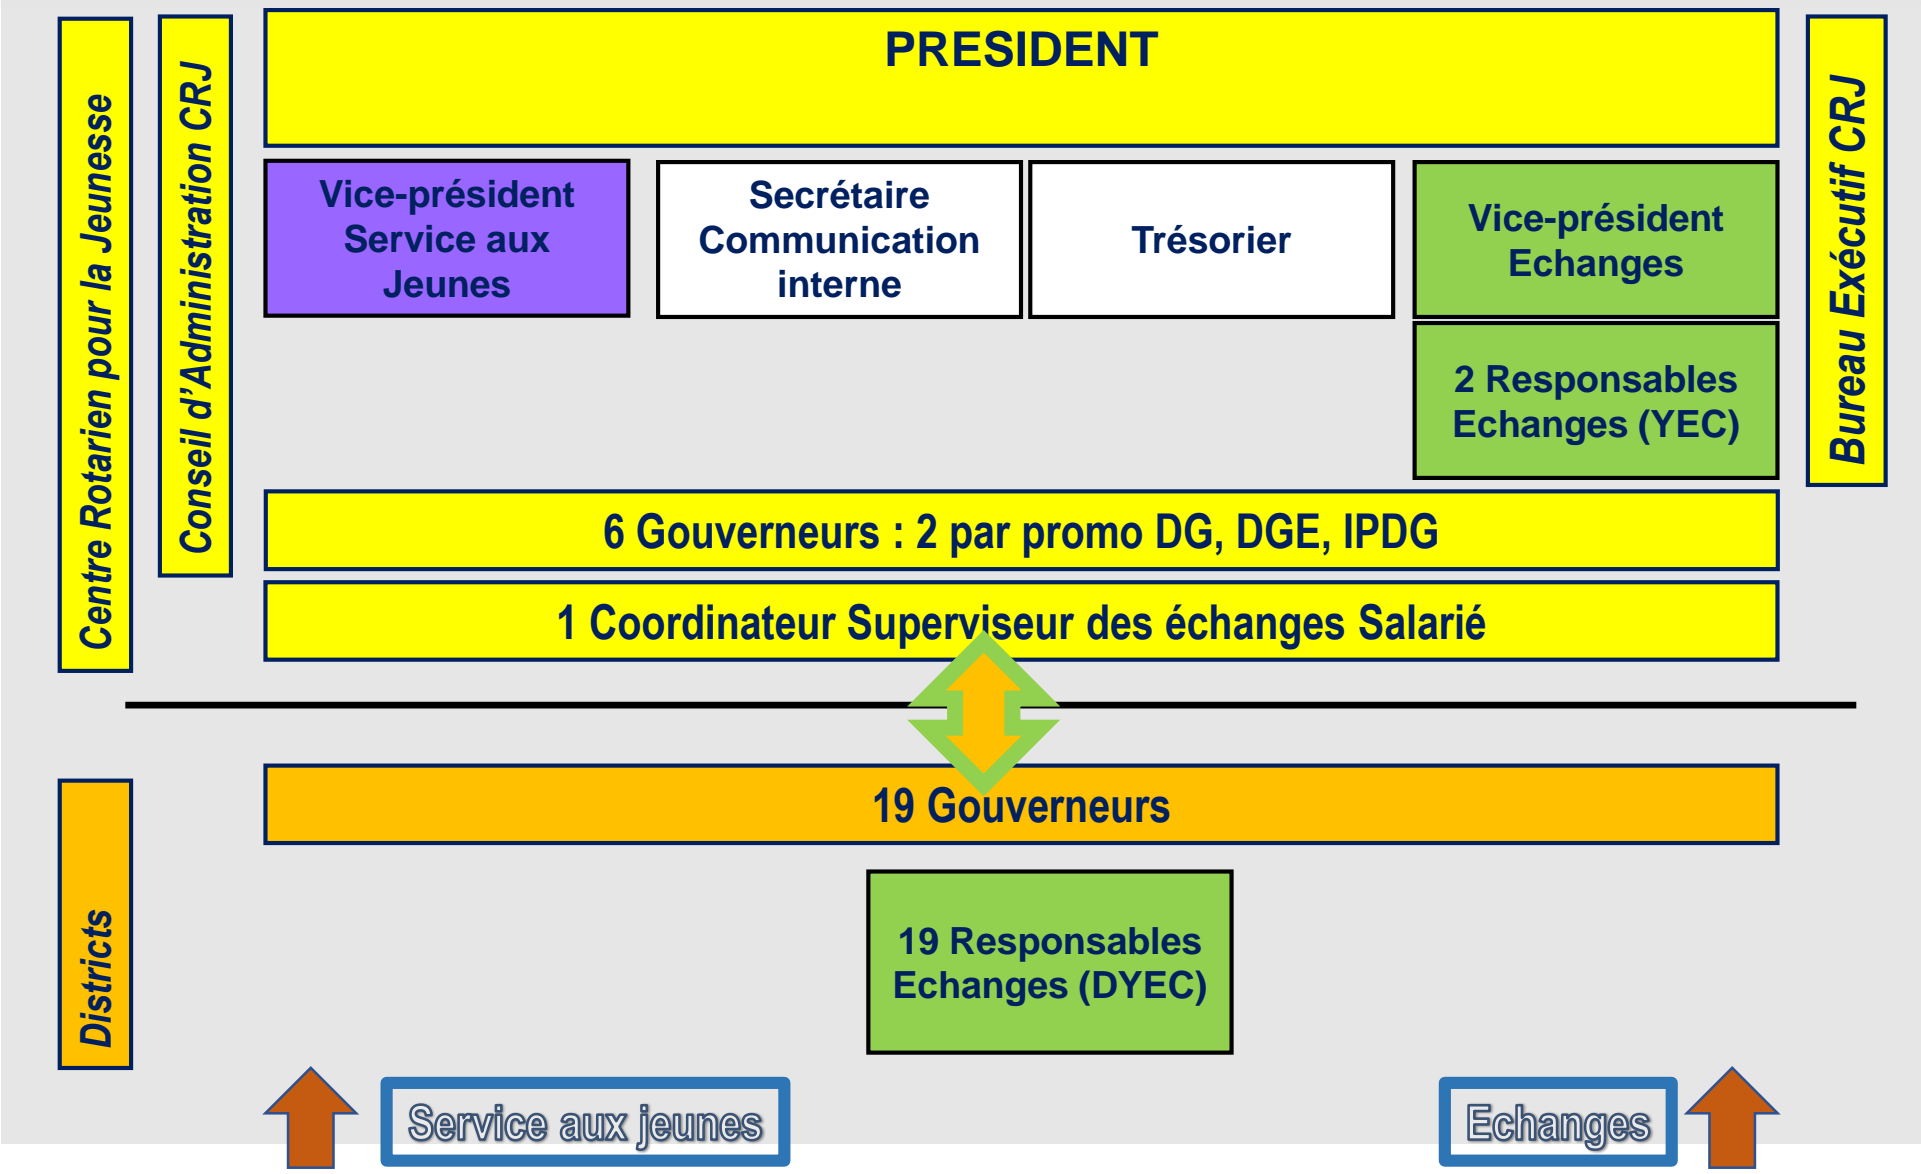 Centre Rotarien pour la Jeunesse
Conseil d’Administration CRJ
PRESIDENT
Bureau Exécutif CRJ
Vice-président
Service aux
Jeunes
Secrétaire
Communication
interne
Trésorier
Vice-président
Echanges
2 Responsables
Echanges (YEC)
6 Gouverneurs : 2 par promo DG, DGE, IPDG
1 Coordinateur Superviseur des échanges Salarié
Districts
19 Gouverneurs
19 Responsables
Echanges (DYEC)
Service aux jeunes
Echanges